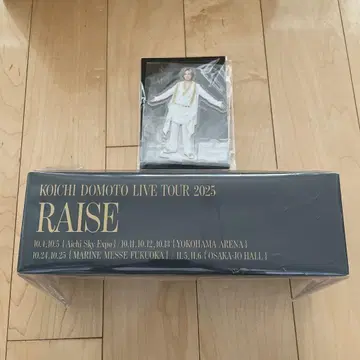 KOICHI DOMOTO LIVE TOUR 2025
RAISE
10.4,10.5 [Aichi Sky Expo] 10.11,10.12,10.13 [YOKOHAMA ARENA]
10.24,10.25 [MARINE MESSE FUKUOKA] 11.5,11.6 [OSAKA-JO HALL]